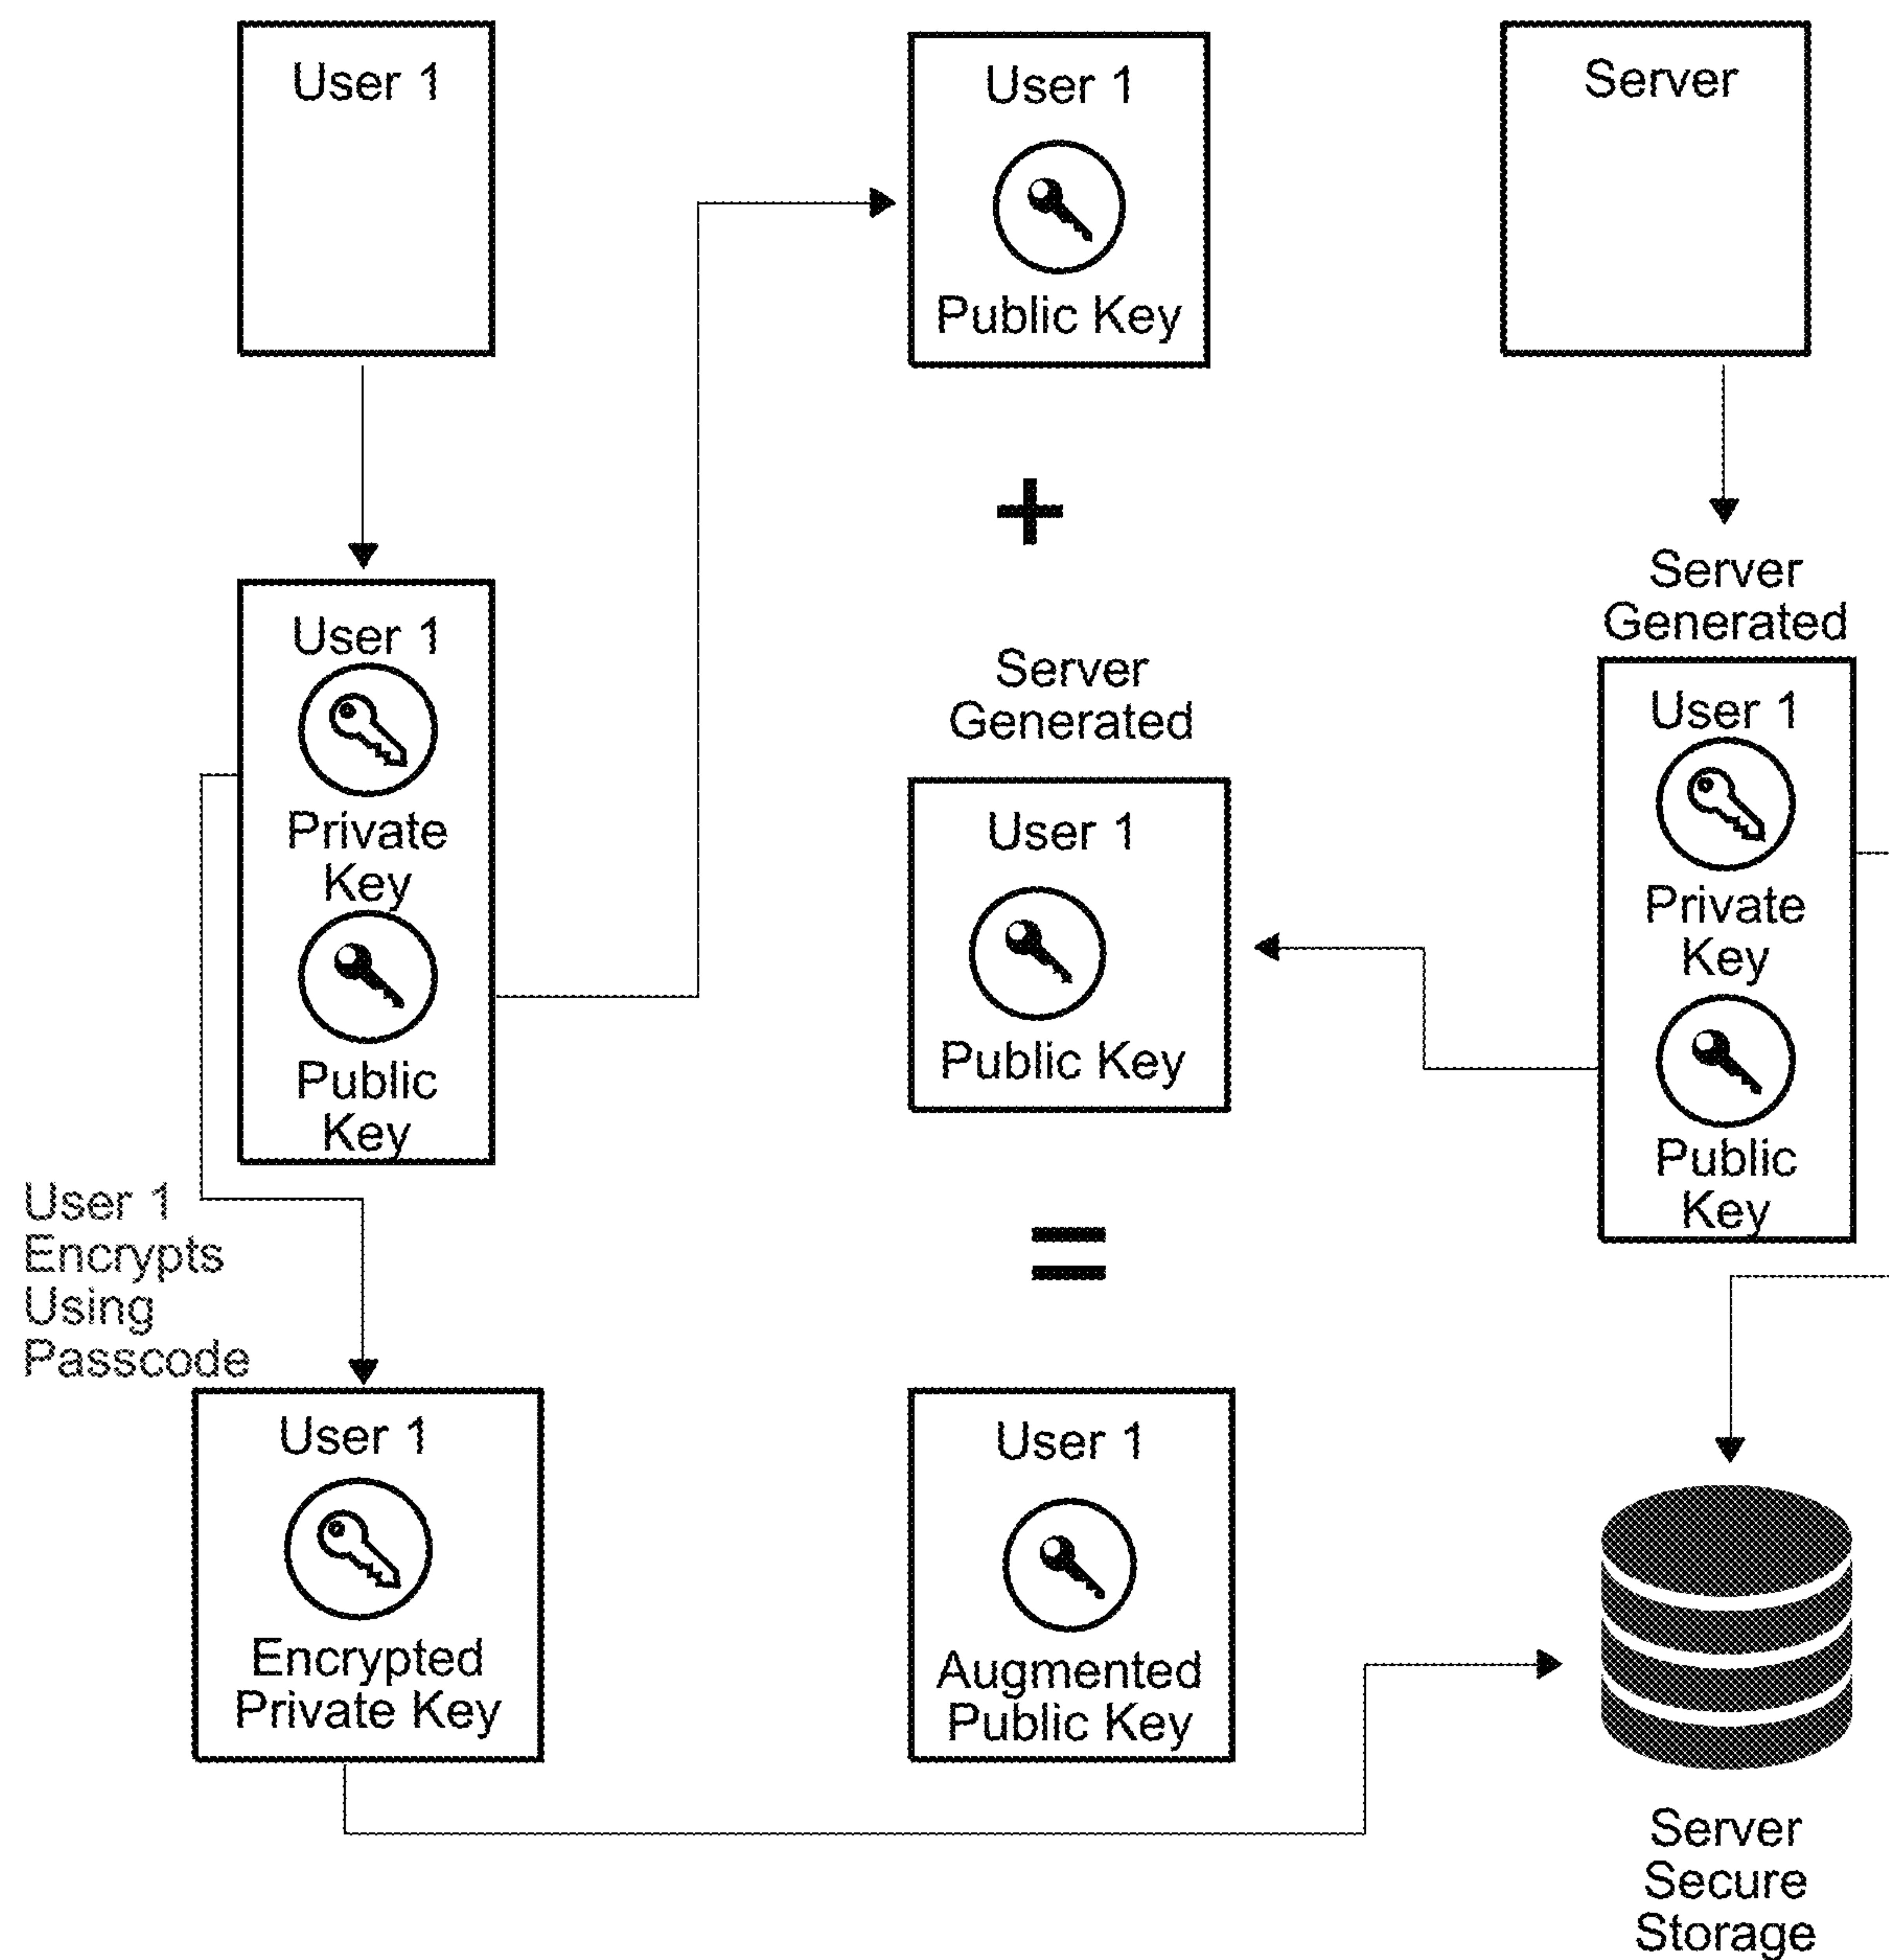 User 1
User 1
Public Key
Server
+
Server
Generated
User 1
Private
Key
Public
Key
Server
Generated
User 1
Public Key
User 1
Private
Key
Public
Key
=
User 1
Encrypts
Using
Passcode
User 1
Encrypted
Private Key
User 1
Augmented
Public Key
Server
Secure
Storage